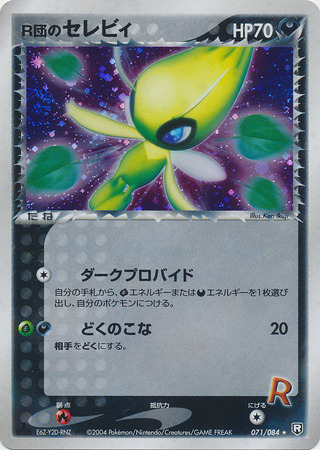 R団のセレビィ HP70
たね
Illus. Ken Ikuji
ダークプロバイド
自分の手札から、エネルギーまたはエネルギーを1枚選び
出し、自分のポケモンにつける。
どくのこな 20
相手をどくにする。
弱点 抵抗力 にげる
R
E6Z-Y2D-RNZ ©2004 Pokémon/Nintendo/Creatures/GAME FREAK 071/084 ★ R